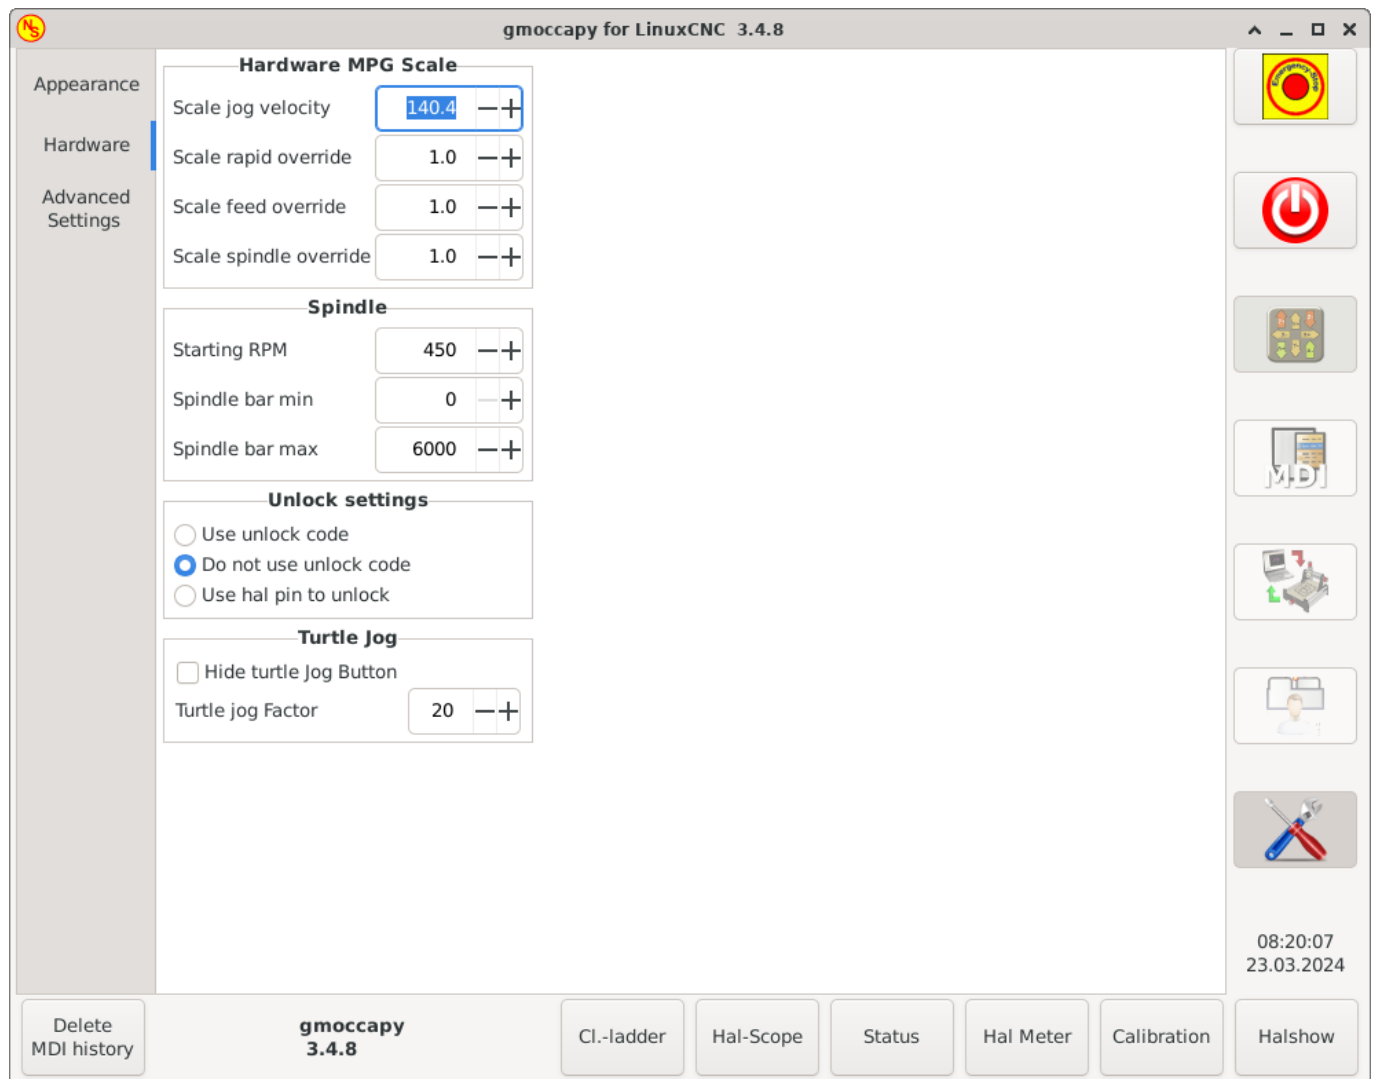 gmoccapy for LinuxCNC 3.4.8
Appearance
Hardware
Advanced
Settings
Hardware MPG Scale
Scale jog velocity 140.4
Scale rapid override 1.0
Scale feed override 1.0
Scale spindle override 1.0
Spindle
Starting RPM 450
Spindle bar min 0
Spindle bar max 6000
Unlock settings
Use unlock code
Do not use unlock code
Use hal pin to unlock
Turtle Jog
Hide turtle Jog Button
Turtle jog Factor 20
Emergency-Stop
MDI
08:20:07
23.03.2024
Delete
MDI history
gmoccapy
3.4.8
Cl.-ladder
Hal-Scope
Status
Hal Meter
Calibration
Halshow